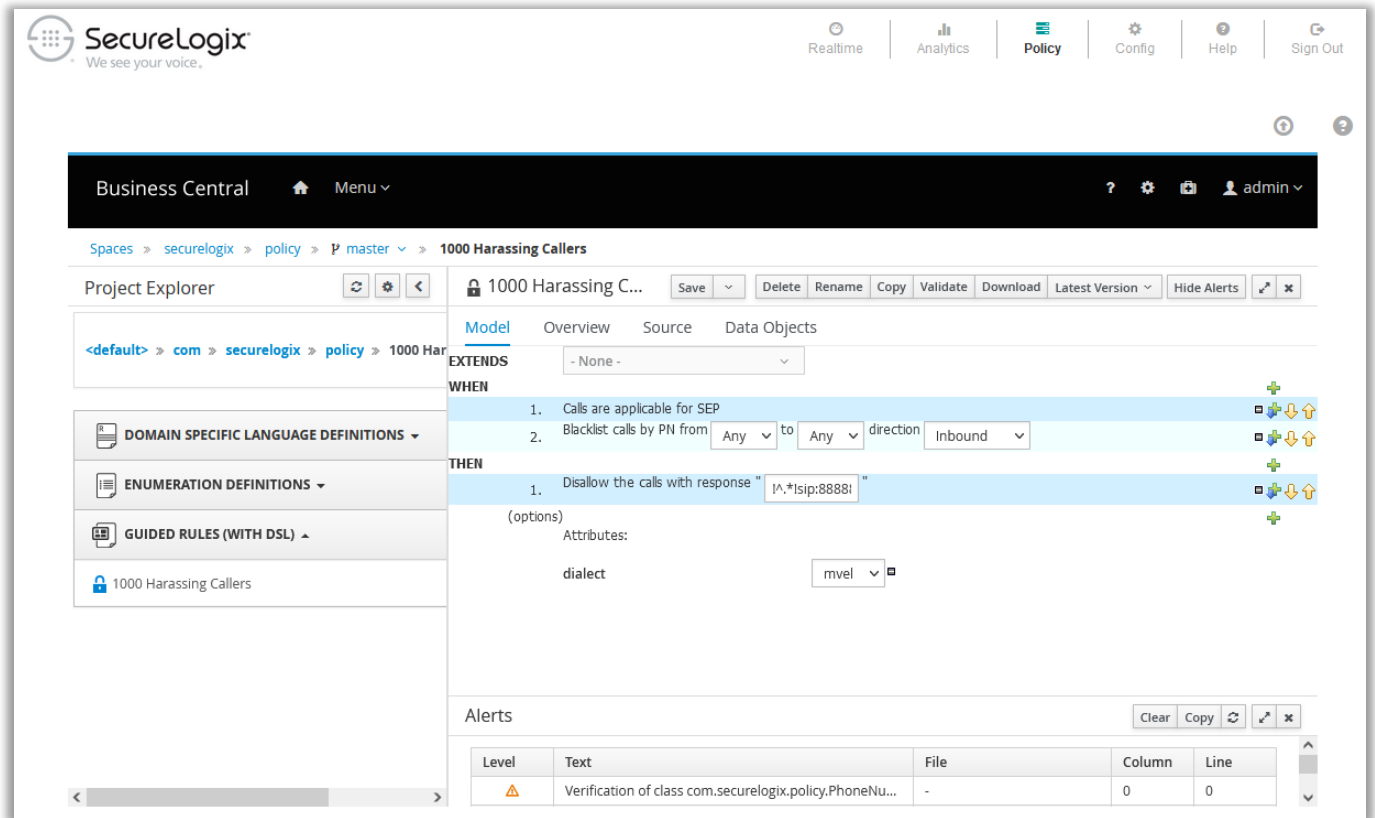 SecureLogix
We see your voice.
Realtime
Analytics
Policy
Config
Help
Sign Out
Business Central
Menu
?
admin
Spaces » securelogix » policy » master » 1000 Harassing Callers
Project Explorer
<default> » com » securelogix » policy » 1000 Har
DOMAIN SPECIFIC LANGUAGE DEFINITIONS
ENUMERATION DEFINITIONS
GUIDED RULES (WITH DSL)
1000 Harassing Callers
1000 Harassing C... Save Delete Rename Copy Validate Download Latest Version Hide Alerts
Model Overview Source Data Objects
EXTENDS - None -
WHEN
1. Calls are applicable for SEP
2. Blacklist calls by PN from Any to Any direction Inbound
THEN
1. Disallow the calls with response " !^.*!sip:8888 "
(options)
Attributes:
dialect mvel
Alerts Clear Copy
Level Text File Column Line
Verification of class com.securelogix.policy.PhoneNu... - 0 0